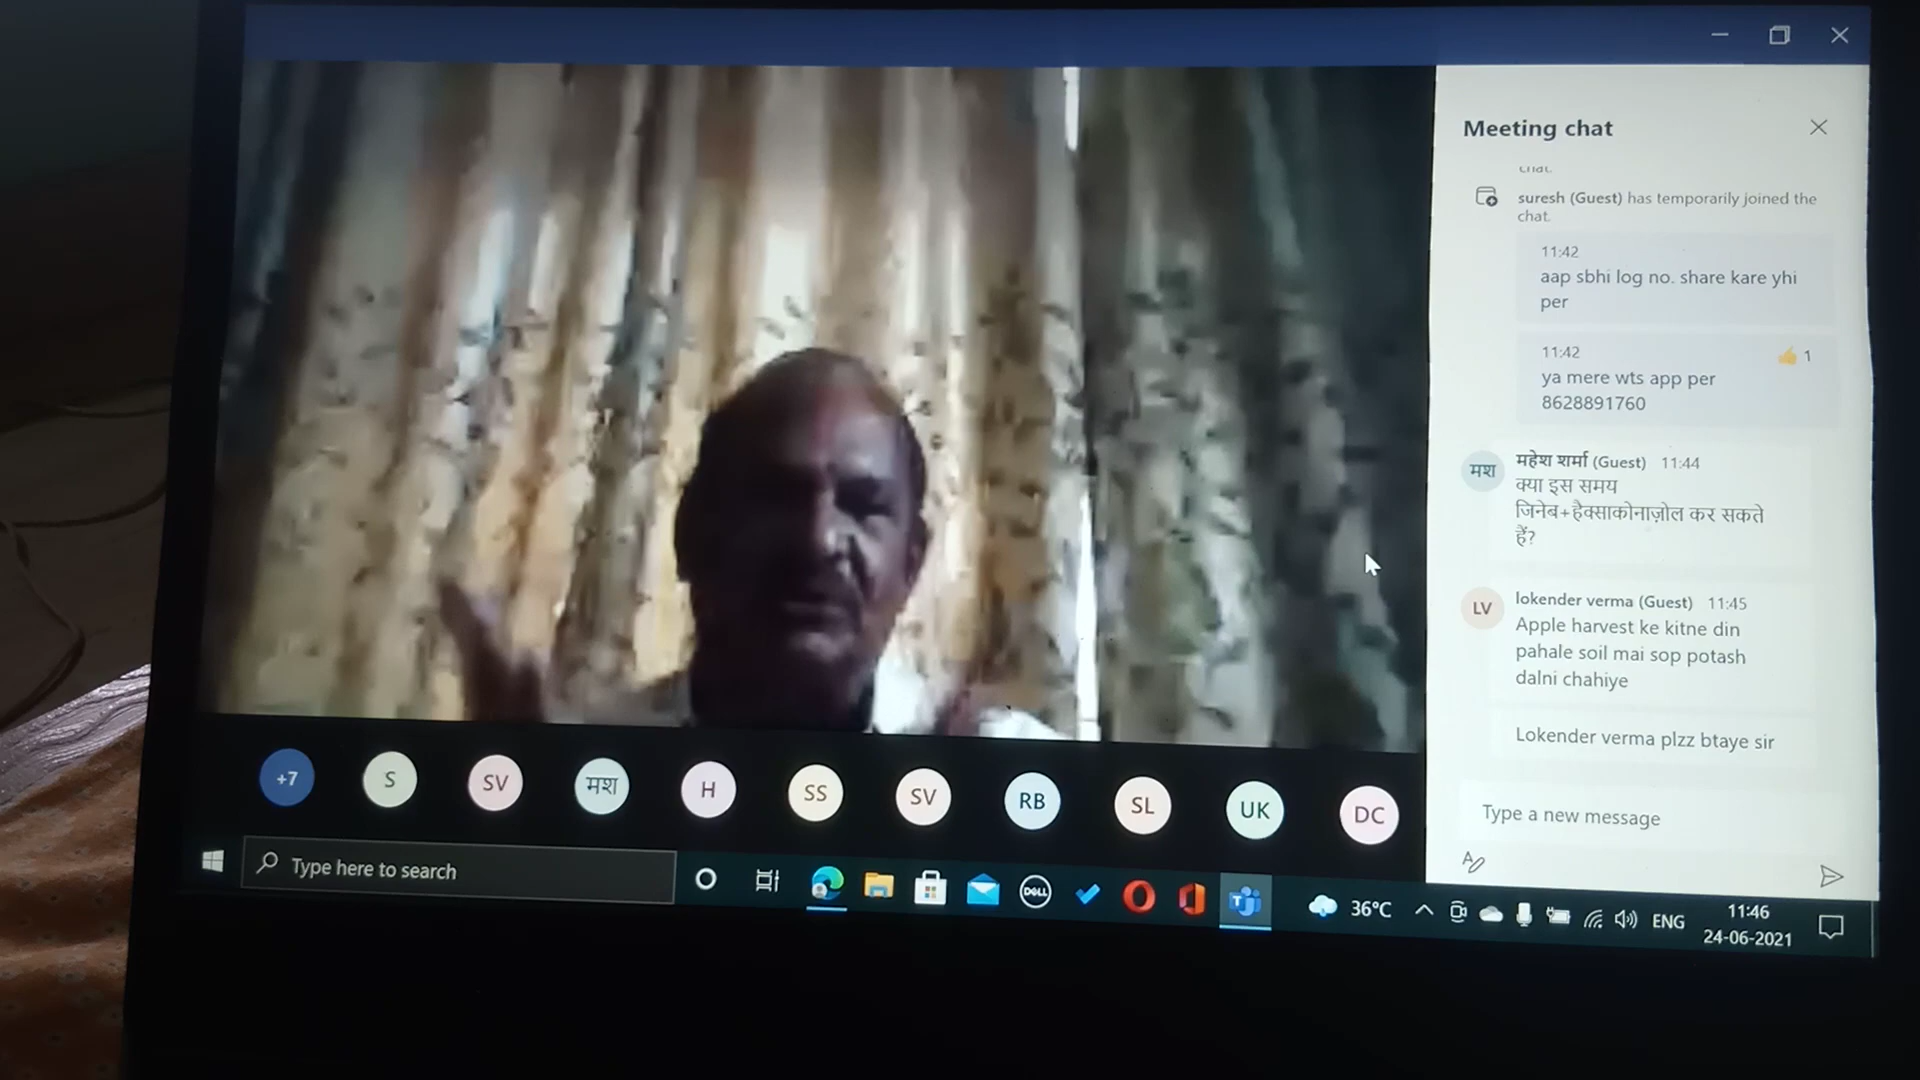 Meeting chat
suresh (Guest) has temporarily joined the
chat.
11:42
aap sbhi log no. share kare yhi
per
11:42
1
ya mere wts app per
8628891760
मश
महेश शर्मा (Guest) 11:44
क्या इस समय
जिनेब+हैक्साकोनाज़ोल कर सकते
हैं?
LV
lokender verma (Guest) 11:45
Apple harvest ke kitne din
pahale soil mai sop potash
dalni chahiye
Lokender verma plzz btaye sir
Type a new message
+7 S SV मश H SS SV RB SL UK DC
Type here to search
DELL
36°C
ENG
11:46
24-06-2021